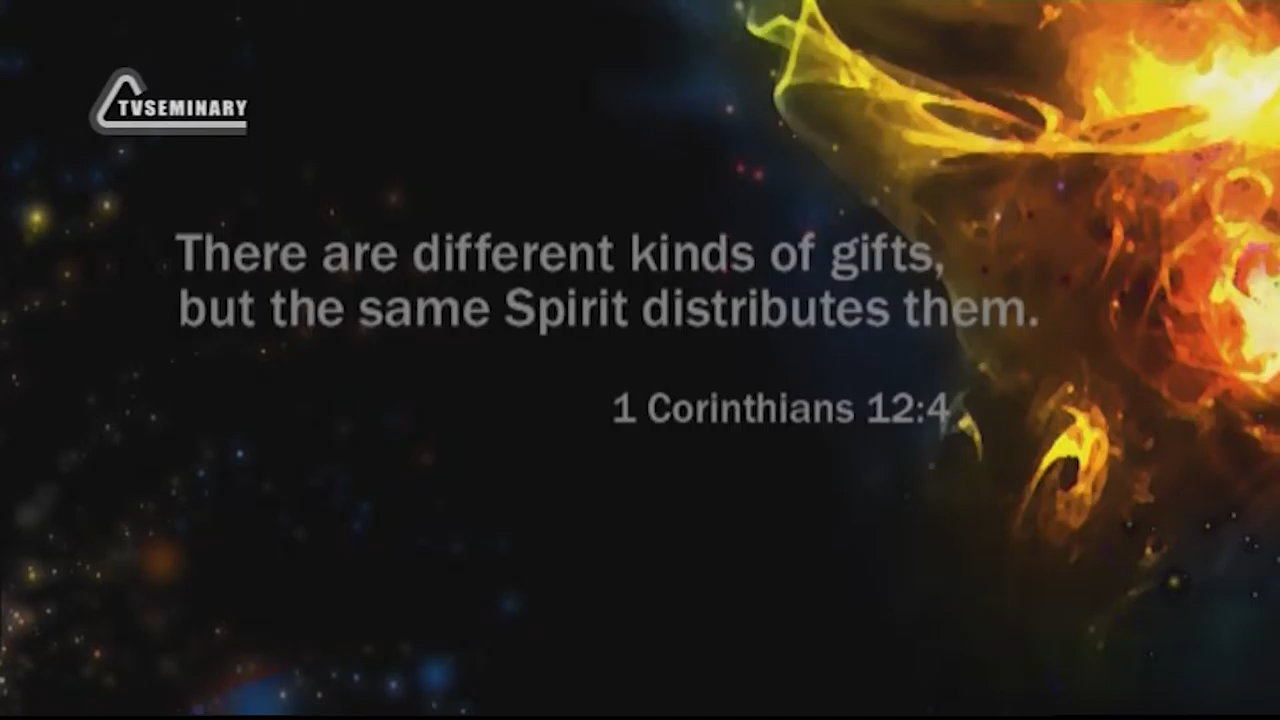 TVSEMINARY
There are different kinds of gifts,
but the same Spirit distributes them.
1 Corinthians 12:4